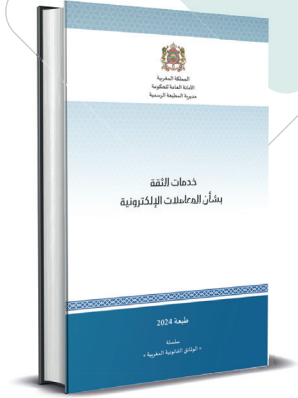 المملكة المغربية
الأمانة العامة للحكومة
مديرية المطبعة الرسمية
خدمات الثقة
بشأن المعاملات الإلكترونية
طبعة 2024
سلسلة
« الوثائق القانونية المغربية »